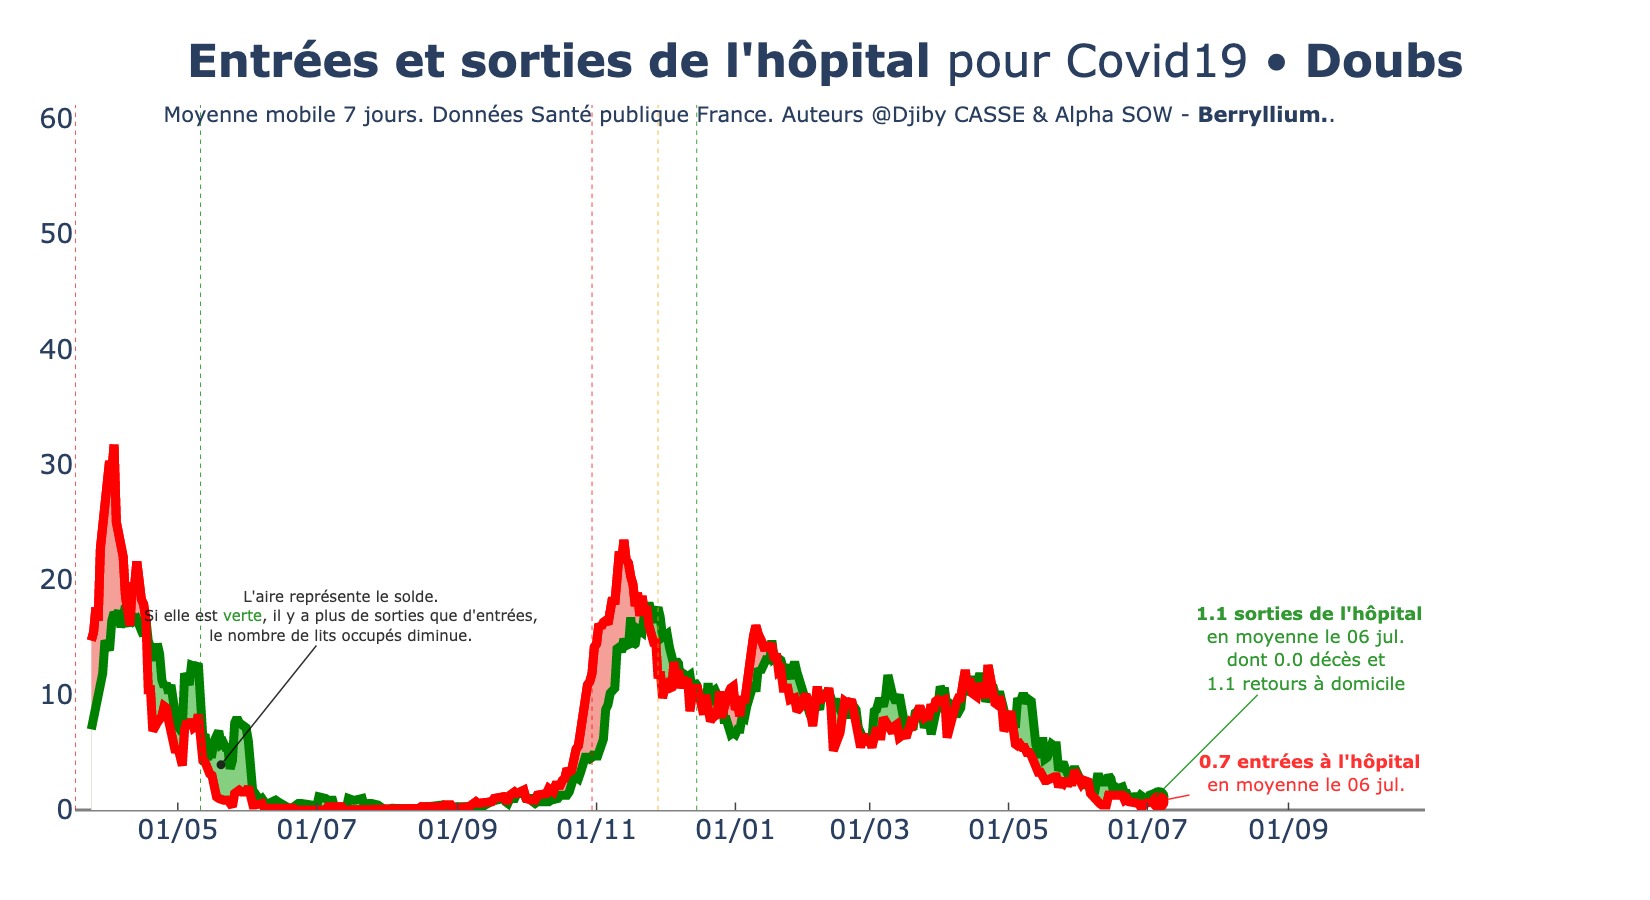 Entrées et sorties de l'hôpital pour Covid19 • Doubs
Moyenne mobile 7 jours. Données Santé publique France. Auteurs @Djiby CASSE & Alpha SOW - Berryllium..
60
50
40
30
20
10
0
L'aire représente le solde.
Si elle est verte, il y a plus de sorties que d'entrées,
le nombre de lits occupés diminue.
1.1 sorties de l'hôpital
en moyenne le 06 jul.
dont 0.0 décès et
1.1 retours à domicile
0.7 entrées à l'hôpital
en moyenne le 06 jul.
01/05 01/07 01/09 01/11 01/01 01/03 01/05 01/07 01/09